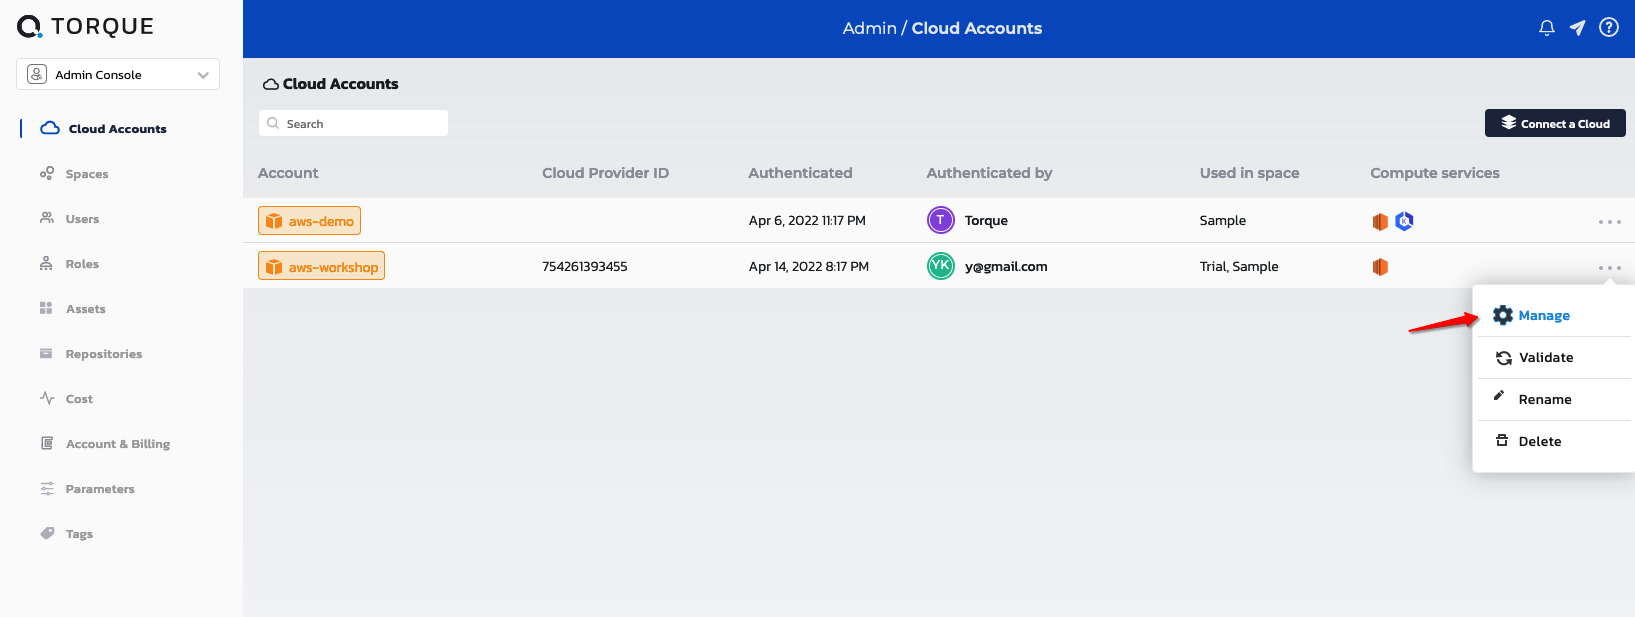 TORQUE
Admin Console
Cloud Accounts
Spaces
Users
Roles
Assets
Repositories
Cost
Account & Billing
Parameters
Tags
Admin / Cloud Accounts
?
Cloud Accounts
Search
Connect a Cloud
Account Cloud Provider ID Authenticated Authenticated by Used in space Compute services
aws-demo Apr 6, 2022 11:17 PM T Torque Sample K
aws-workshop 754261393455 Apr 14, 2022 8:17 PM YK y@gmail.com Trial, Sample
Manage
Validate
Rename
Delete